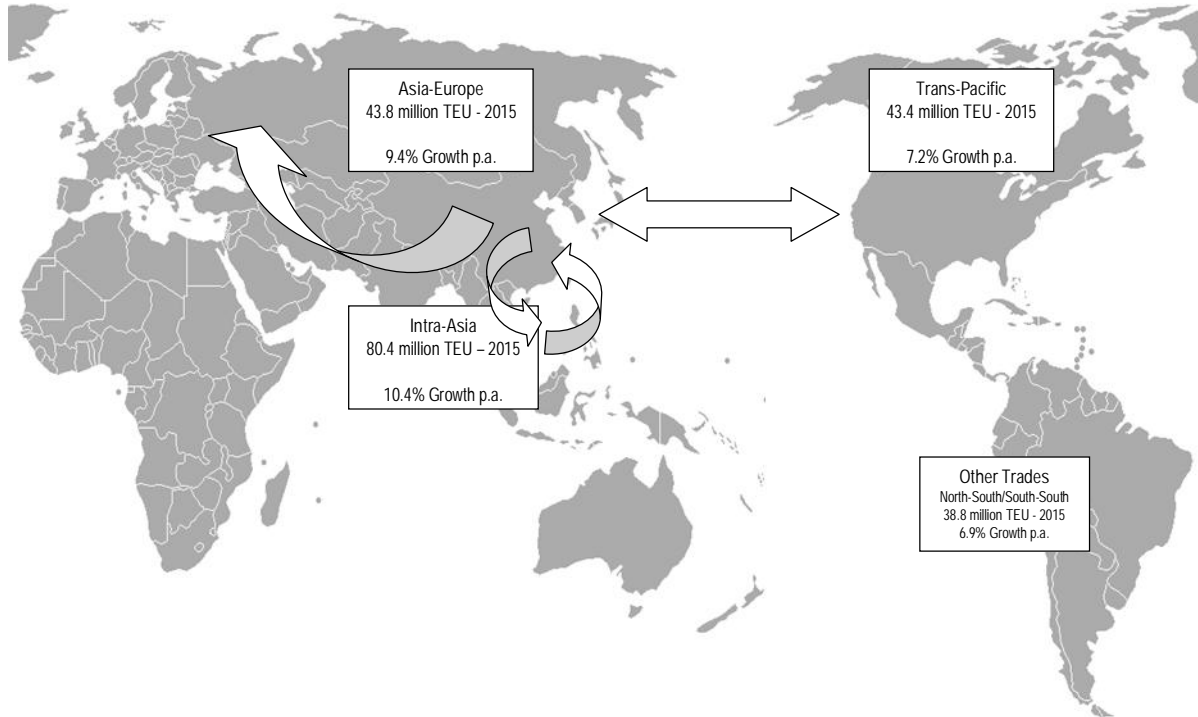 Asia-Europe
43.8 million TEU - 2015
9.4% Growth p.a.
Trans-Pacific
43.4 million TEU - 2015
7.2% Growth p.a.
Intra-Asia
80.4 million TEU – 2015
10.4% Growth p.a.
Other Trades
North-South/South-South
38.8 million TEU - 2015
6.9% Growth p.a.